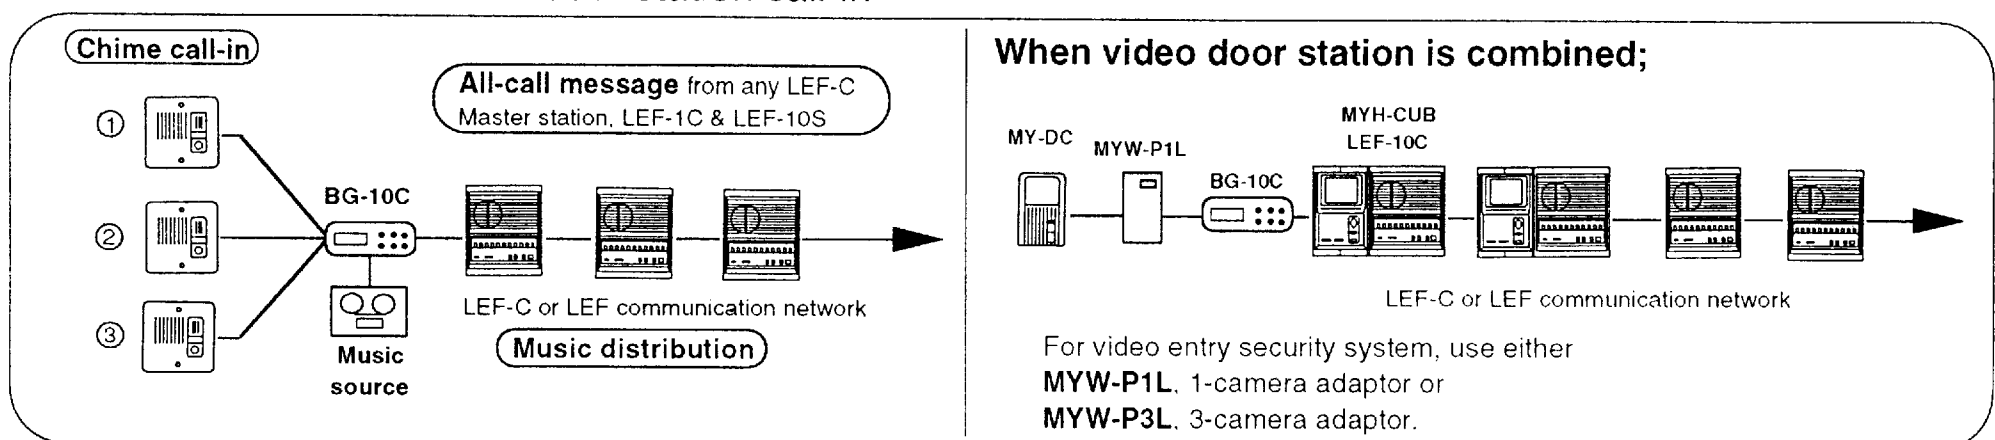 Chime call-in
All-call message from any LEF-C
Master station, LEF-1C & LEF-10S
①
②
③
BG-10C
Music
source
LEF-C or LEF communication network
Music distribution
When video door station is combined;
MY-DC
MYW-P1L
BG-10C
MYH-CUB
LEF-10C
LEF-C or LEF communication network
For video entry security system, use either
MYW-P1L, 1-camera adaptor or
MYW-P3L, 3-camera adaptor.